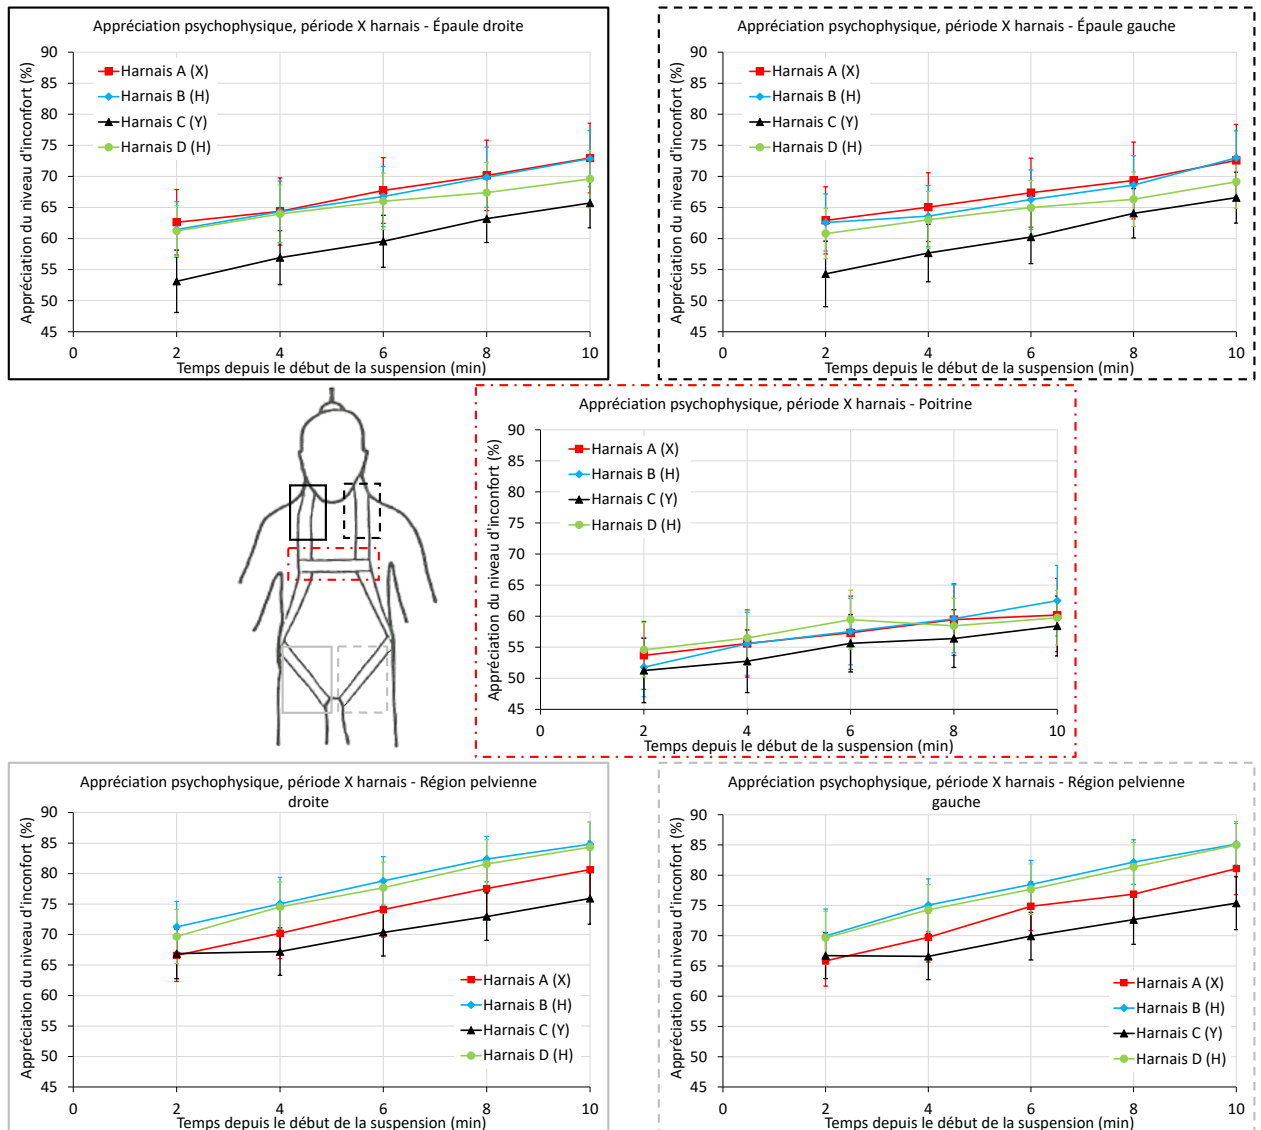 Appréciation psychophysique, période X harnais - Épaule droite
Appréciation du niveau d'inconfort (%)
90
85
80
75
70
65
60
55
50
45
Harnais A (X)
Harnais B (H)
Harnais C (Y)
Harnais D (H)
0 2 4 6 8 10
Temps depuis le début de la suspension (min)
Appréciation psychophysique, période X harnais - Épaule gauche
Appréciation du niveau d'inconfort (%)
90
85
80
75
70
65
60
55
50
45
Harnais A (X)
Harnais B (H)
Harnais C (Y)
Harnais D (H)
0 2 4 6 8 10
Temps depuis le début de la suspension (min)
Appréciation psychophysique, période X harnais - Poitrine
Appréciation du niveau d'inconfort (%)
90
85
80
75
70
65
60
55
50
45
Harnais A (X)
Harnais B (H)
Harnais C (Y)
Harnais D (H)
0 2 4 6 8 10
Temps depuis le début de la suspension (min)
Appréciation psychophysique, période X harnais - Région pelvienne
droite
Appréciation du niveau d'inconfort (%)
90
85
80
75
70
65
60
55
50
45
Harnais A (X)
Harnais B (H)
Harnais C (Y)
Harnais D (H)
0 2 4 6 8 10
Temps depuis le début de la suspension (min)
Appréciation psychophysique, période X harnais - Région pelvienne
gauche
Appréciation du niveau d'inconfort (%)
90
85
80
75
70
65
60
55
50
45
Harnais A (X)
Harnais B (H)
Harnais C (Y)
Harnais D (H)
0 2 4 6 8 10
Temps depuis le début de la suspension (min)